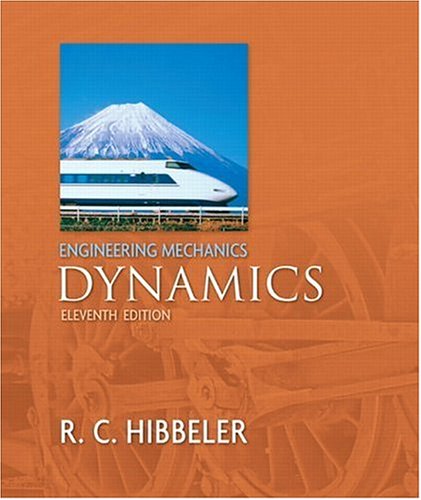 ENGINEERING MECHANICS
DYNAMICS
ELEVENTH EDITION
R. C. HIBBELER